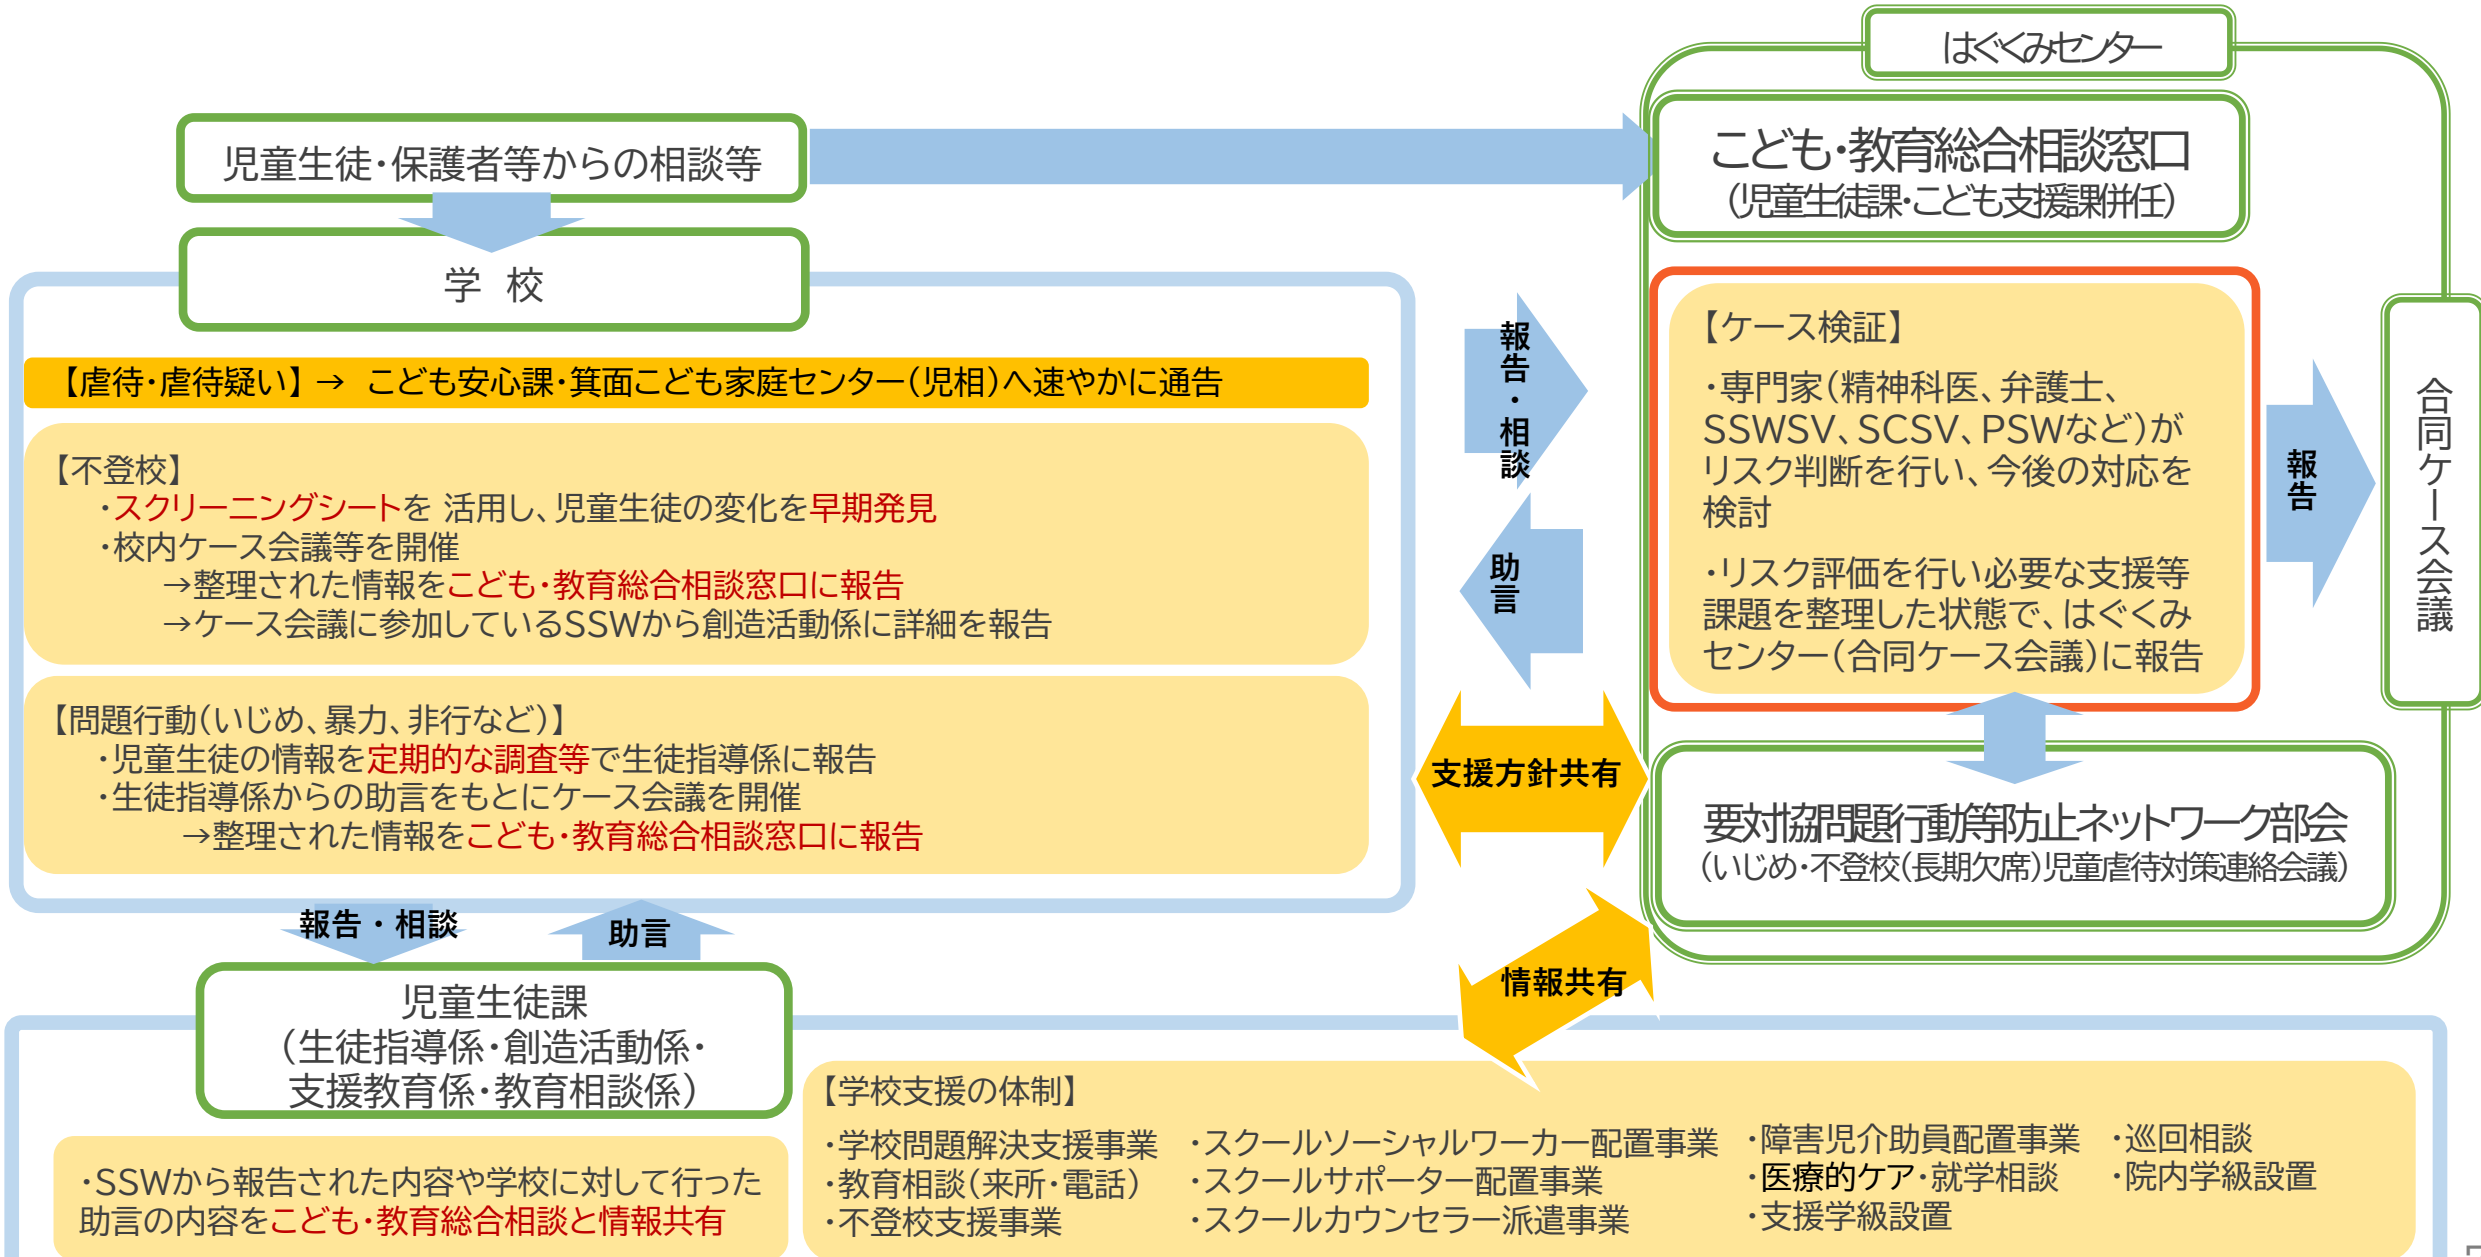 はぐくみセンター
児童生徒・保護者等からの相談等
こども・教育総合相談窓口
（児童生徒課・こども支援課併任）
学　校
【虐待・虐待疑い】→　こども安心課・箕面こども家庭センター（児相）へ速やかに通告
【不登校】
・スクリーニングシートを 活用し、児童生徒の変化を早期発見
・校内ケース会議等を開催
→整理された情報をこども・教育総合相談窓口に報告
→ケース会議に参加しているSSWから創造活動係に詳細を報告
【問題行動（いじめ、暴力、非行など）】
・児童生徒の情報を定期的な調査等で生徒指導係に報告
・生徒指導係からの助言をもとにケース会議を開催
→整理された情報をこども・教育総合相談窓口に報告
報告・相談
助言
支援方針共有
情報共有
【ケース検証】
・専門家（精神科医、弁護士、
SSWSV、SCSV、PSWなど）が
リスク判断を行い、今後の対応を
検討
・リスク評価を行い必要な支援等
課題を整理した状態で、はぐくみ
センター（合同ケース会議）に報告
報告
合同ケース会議
要対協問題行動等防止ネットワーク部会
（いじめ・不登校（長期欠席）児童虐待対策連絡会議）
報告・相談
助言
児童生徒課
（生徒指導係・創造活動係・
支援教育係・教育相談係）
・SSWから報告された内容や学校に対して行った
助言の内容をこども・教育総合相談と情報共有
【学校支援の体制】
・学校問題解決支援事業
・教育相談（来所・電話）
・不登校支援事業
・スクールソーシャルワーカー配置事業
・スクールサポーター配置事業
・スクールカウンセラー派遣事業
・障害児介助員配置事業
・医療的ケア・就学相談
・支援学級設置
・巡回相談
・院内学級設置